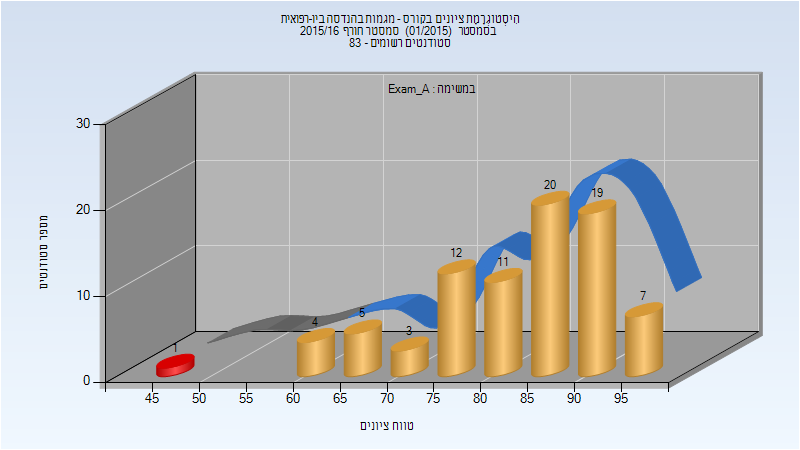 היסטוגרמת ציונים בקורס - מגמות בהנדסה ביו-רפואית
בסמסטר (01/2015) סמסטר חורף 2015/16
סטודנטים רשומים - 83
במשימה : Exam_A
30
20
10
0
מספר סטודנטים
1
4
5
3
12
11
20
19
7
45 50 55 60 65 70 75 80 85 90 95
טווח ציונים